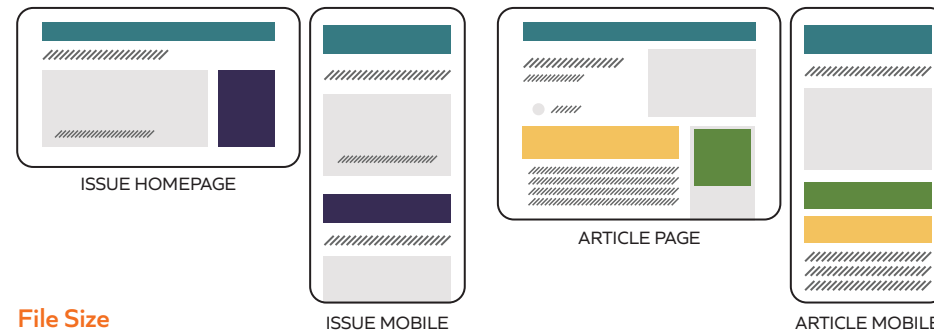 ISSUE HOMEPAGE
ISSUE MOBILE
ARTICLE PAGE
ARTICLE MOBILE
File Size